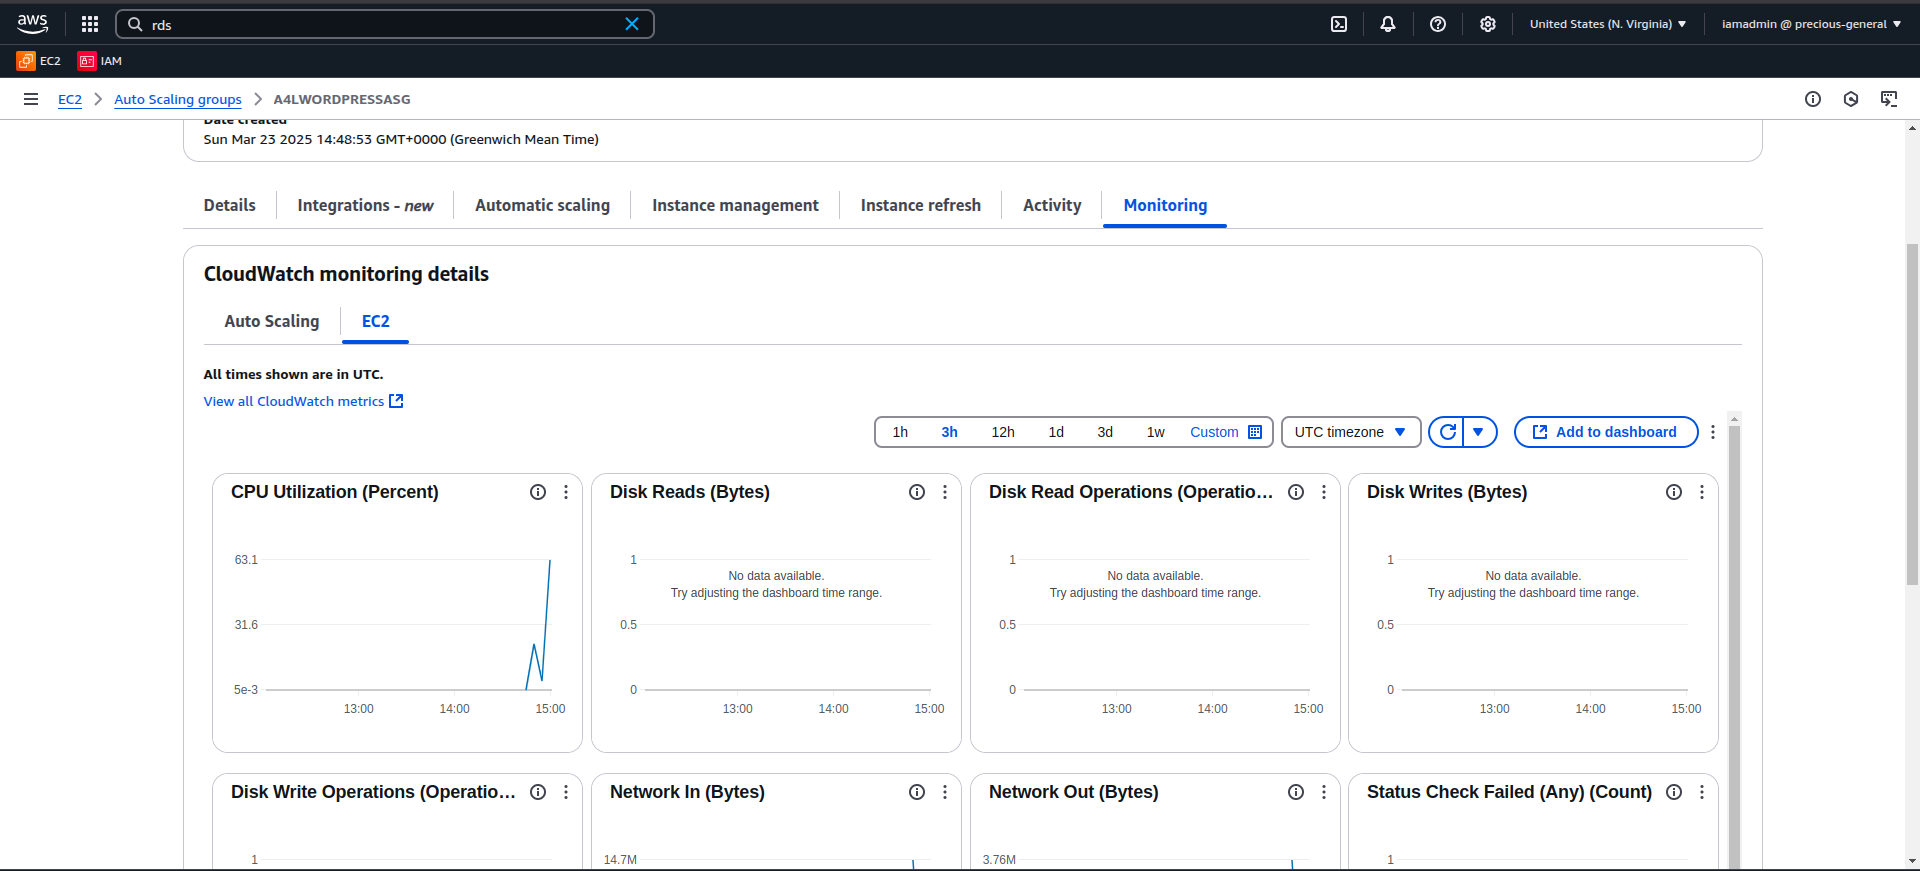 aws
rds
United States (N. Virginia)
iamadmin @ precious-general
EC2
IAM
EC2 > Auto Scaling groups > A4LWORDPRESSASG
Date created
Sun Mar 23 2025 14:48:53 GMT+0000 (Greenwich Mean Time)
Details
Integrations - new
Automatic scaling
Instance management
Instance refresh
Activity
Monitoring
CloudWatch monitoring details
Auto Scaling
EC2
All times shown are in UTC.
View all CloudWatch metrics
1h
3h
12h
1d
3d
1w
Custom
UTC timezone
Add to dashboard
CPU Utilization (Percent)
63.1
31.6
5e-3
13:00
14:00
15:00
Disk Reads (Bytes)
1
No data available.
Try adjusting the dashboard time range.
0.5
0
13:00
14:00
15:00
Disk Read Operations (Operatio...
1
No data available.
Try adjusting the dashboard time range.
0.5
0
13:00
14:00
15:00
Disk Writes (Bytes)
1
No data available.
Try adjusting the dashboard time range.
0.5
0
13:00
14:00
15:00
Disk Write Operations (Operatio...
1
Network In (Bytes)
14.7M
Network Out (Bytes)
3.76M
Status Check Failed (Any) (Count)
1